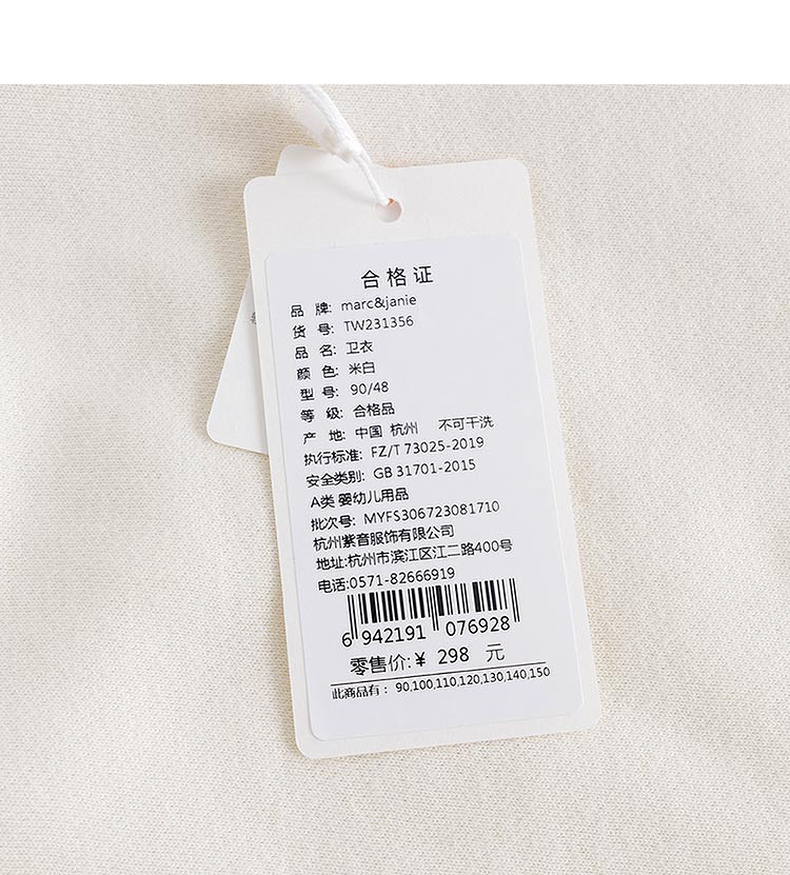 合格证
品 牌: marc&janie
货 号: TW231356
品 名: 卫衣
颜 色: 米白
型 号: 90/48
等 级: 合格品
产 地: 中国 杭州 不可干洗
执行标准: FZ/T 73025-2019
安全类别: GB 31701-2015
A类 婴幼儿用品
批次号: MYFS306723081710
杭州紫音服饰有限公司
地址:杭州市滨江区江二路400号
电话:0571-82666919
6 942191 076928
零售价:¥ 298 元
此商品有: 90,100,110,120,130,140,150